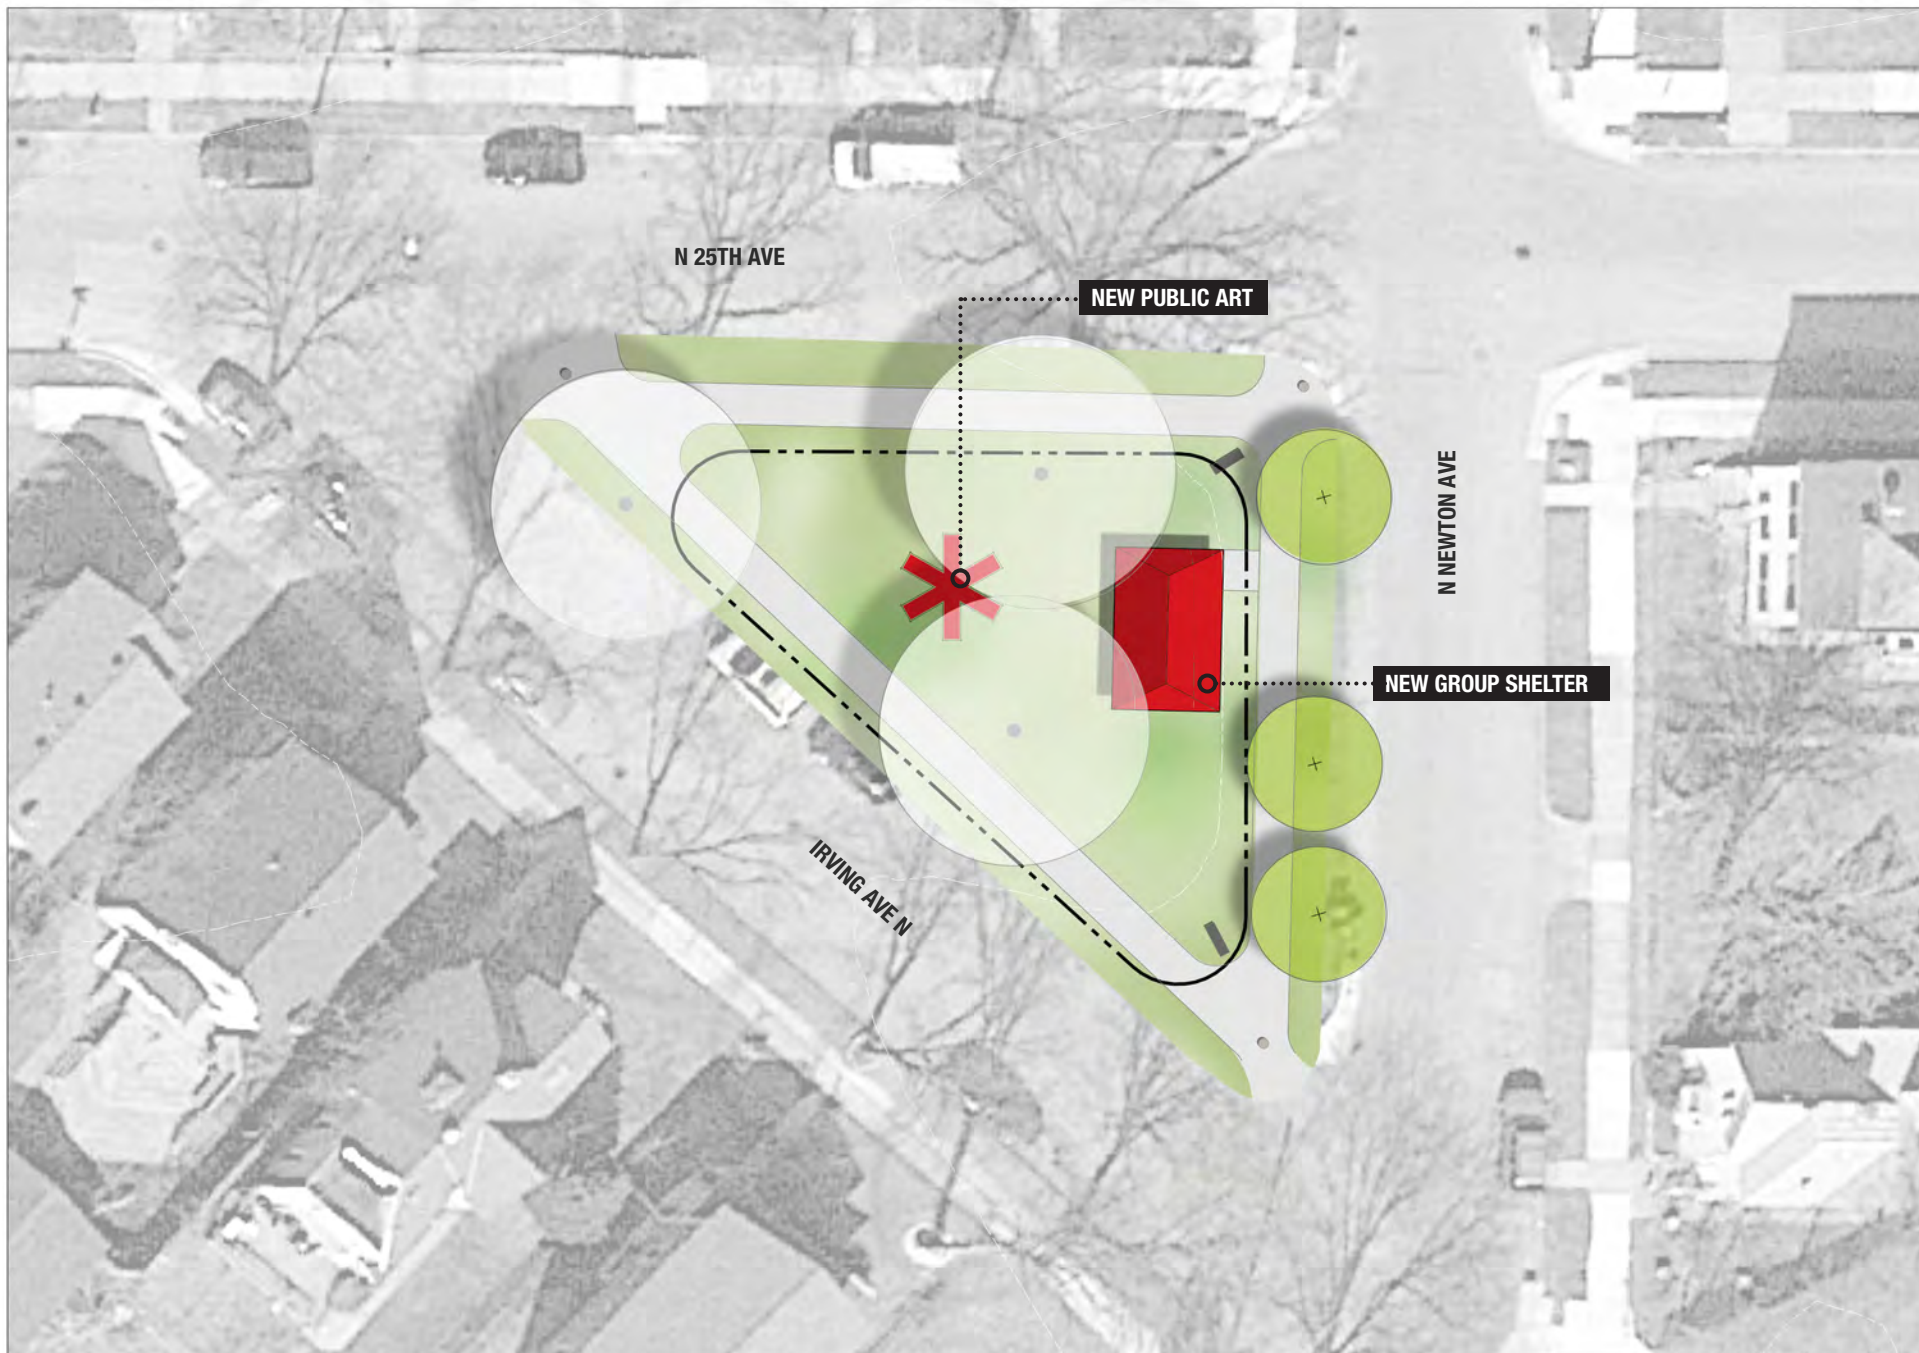 N 25TH AVE
NEW PUBLIC ART
N NEWTON AVE
NEW GROUP SHELTER
IRVING AVE N